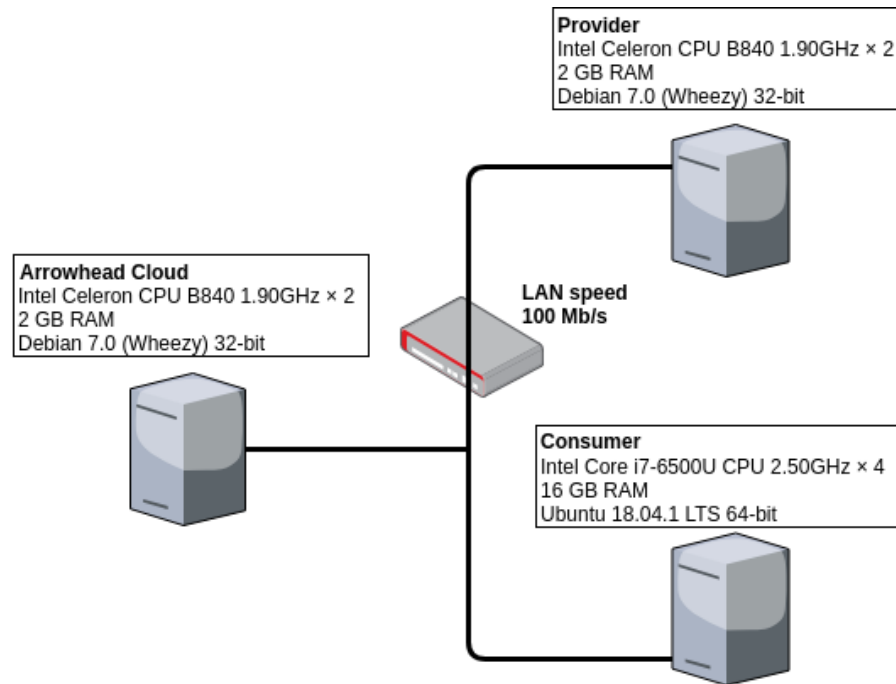 Provider
Intel Celeron CPU B840 1.90GHz × 2
2 GB RAM
Debian 7.0 (Wheezy) 32-bit
Arrowhead Cloud
Intel Celeron CPU B840 1.90GHz × 2
2 GB RAM
Debian 7.0 (Wheezy) 32-bit
LAN speed
100 Mb/s
Consumer
Intel Core i7-6500U CPU 2.50GHz × 4
16 GB RAM
Ubuntu 18.04.1 LTS 64-bit